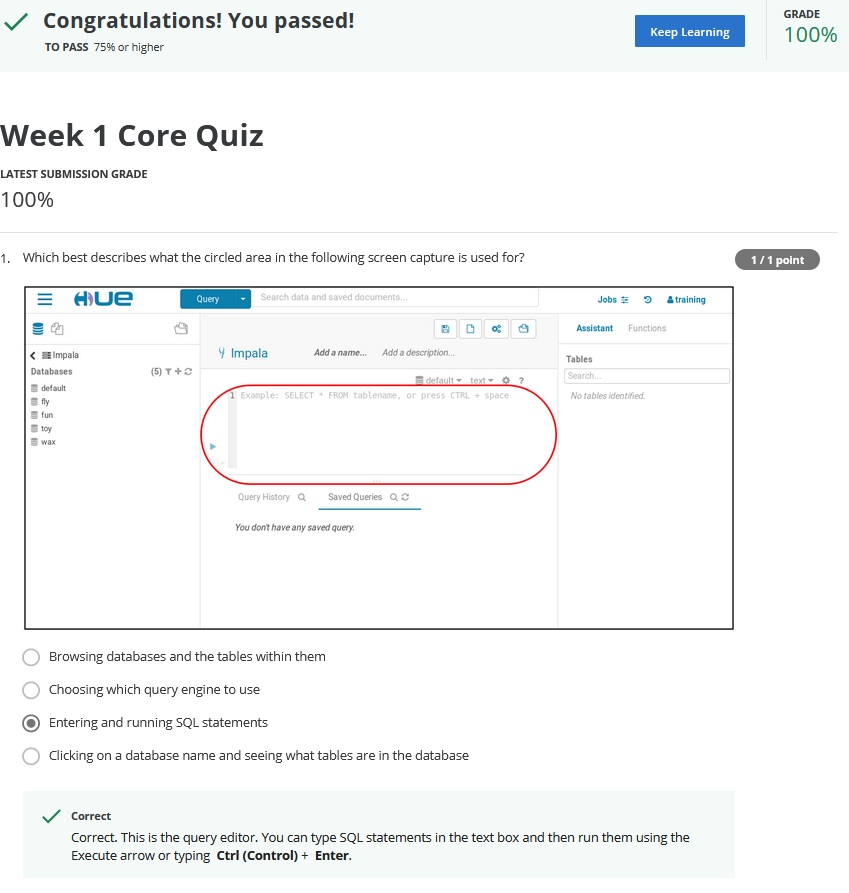 Congratulations! You passed!
TO PASS 75% or higher
Keep Learning
GRADE
100%
Week 1 Core Quiz
LATEST SUBMISSION GRADE
100%
1. Which best describes what the circled area in the following screen capture is used for?
1 / 1 point
HUE
Query
Search data and saved documents...
Jobs
training
Impala
Add a name...
Add a description...
Assistant
Functions
Impala
Databases
(5)
default
fly
fun
toy
wax
default
text
?
Tables
Search...
No tables identified.
1 Example: SELECT * FROM tablename, or press CTRL + space
Query History
Saved Queries
You don't have any saved query.
Browsing databases and the tables within them
Choosing which query engine to use
Entering and running SQL statements
Clicking on a database name and seeing what tables are in the database
Correct
Correct. This is the query editor. You can type SQL statements in the text box and then run them using the
Execute arrow or typing Ctrl (Control) + Enter.